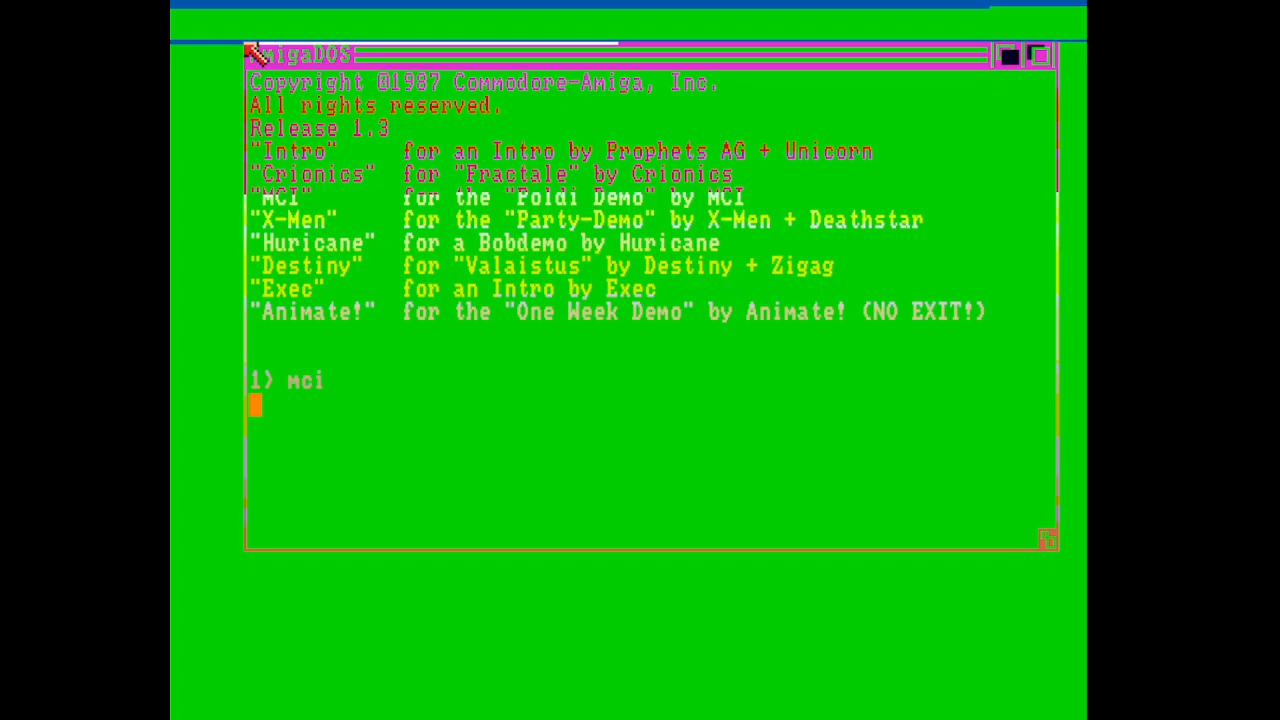 AmigaDOS
Copyright ©1987 Commodore-Amiga, Inc.
All rights reserved.
Release 1.3
"Intro" for an Intro by Prophets AG + Unicorn
"Crionics" for "Fractale" by Crionics
"MCI" for the "Poldi Demo" by MCI
"X-Men" for the "Party-Demo" by X-Men + Deathstar
"Huricane" for a Bobdemo by Huricane
"Destiny" for "Valaistus" by Destiny + Zigag
"Exec" for an Intro by Exec
"Animate!" for the "One Week Demo" by Animate! (NO EXIT!)
1> mci